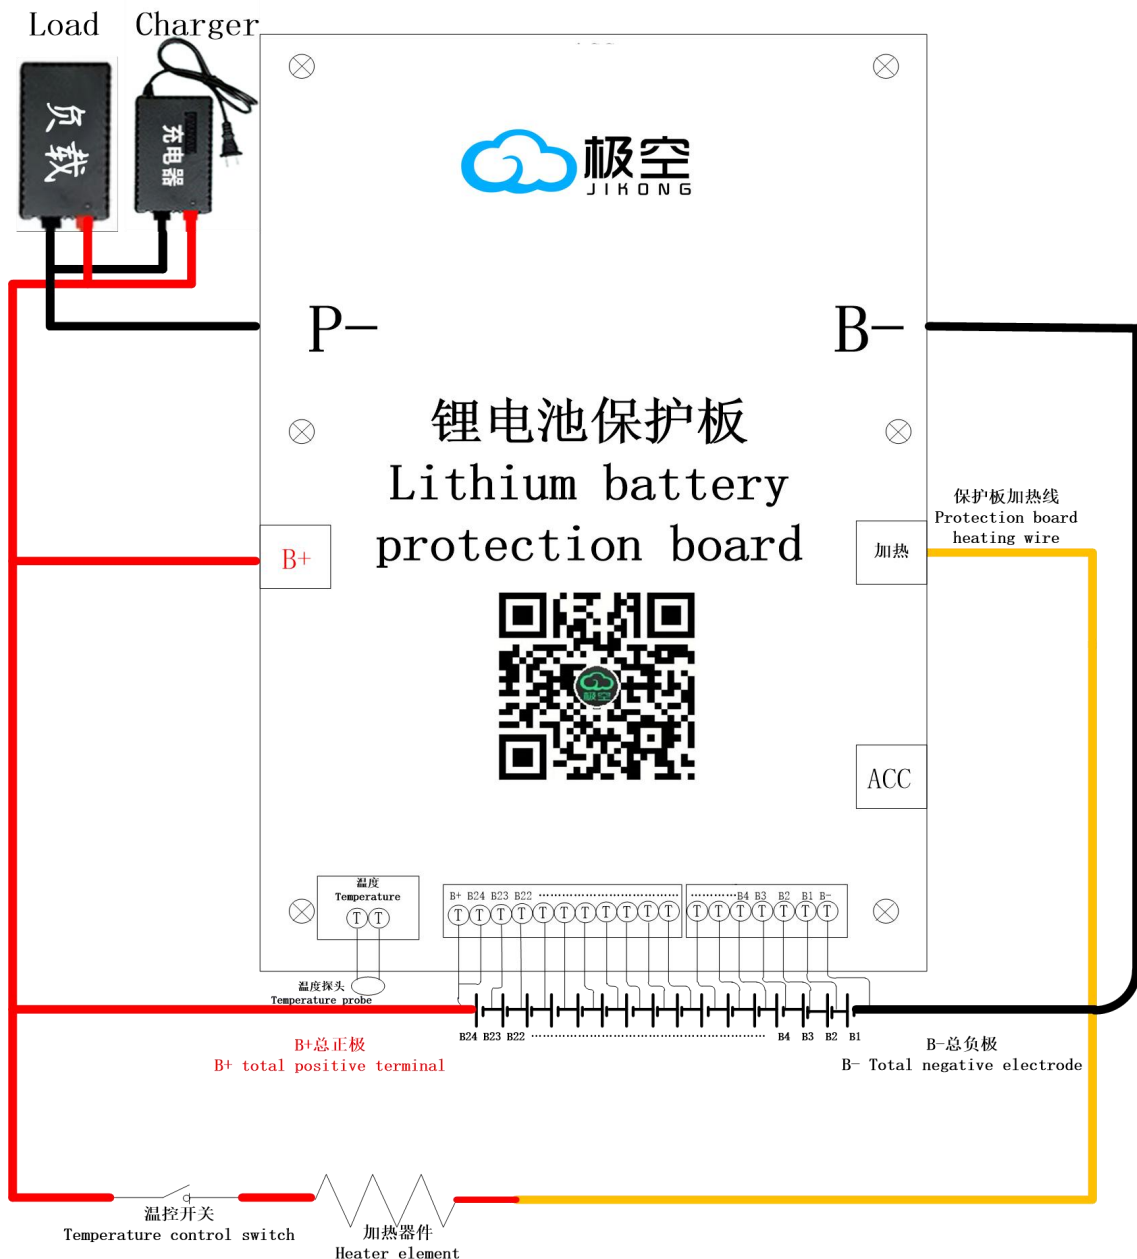 Load Charger
负载
充电器
极空
JIKONG
P−
B−
锂电池保护板
Lithium battery
protection board
保护板加热线
Protection board
heating wire
B+
加热
极空
ACC
温度
Temperature
T T
B+ B24 B23 B22 ........................................ ............B4 B3 B2 B1 B-
T T T T T T T T T T T T T T T T T T
温度探头
Temperature probe
B24 B23 B22 ........................................ B4 B3 B2 B1
B+总正极
B+ total positive terminal
B-总负极
B- Total negative electrode
温控开关
Temperature control switch
加热器件
Heater element